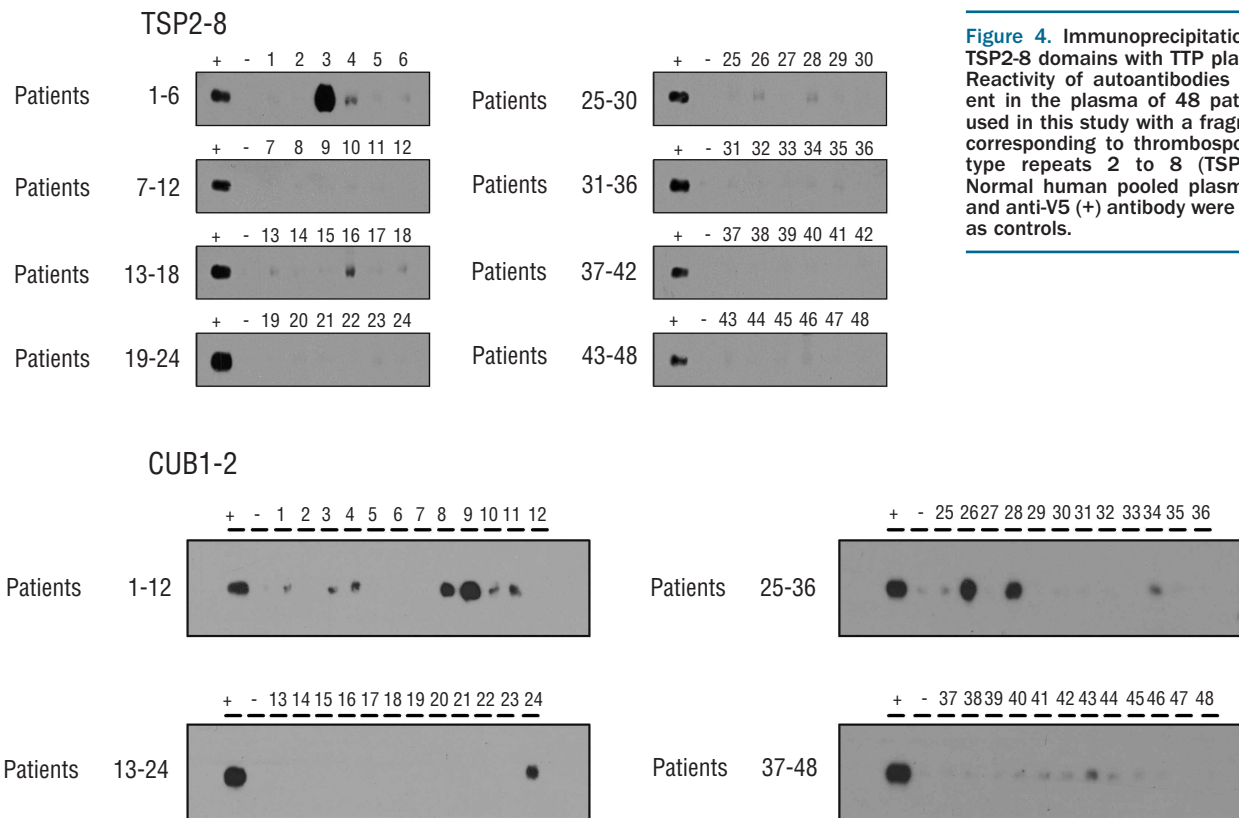 TSP2-8
+ - 1 2 3 4 5 6
Patients 1-6
+ - 7 8 9 10 11 12
Patients 7-12
+ - 13 14 15 16 17 18
Patients 13-18
+ - 19 20 21 22 23 24
Patients 19-24
+ - 25 26 27 28 29 30
Patients 25-30
+ - 31 32 33 34 35 36
Patients 31-36
+ - 37 38 39 40 41 42
Patients 37-42
+ - 43 44 45 46 47 48
Patients 43-48
Figure 4. Immunoprecipitatio
TSP2-8 domains with TTP pla
Reactivity of autoantibodies
ent in the plasma of 48 pat
used in this study with a fragr
corresponding to thrombospo
type repeats 2 to 8 (TSP
Normal human pooled plasm
and anti-V5 (+) antibody were
as controls.
CUB1-2
+ - 1 2 3 4 5 6 7 8 9 10 11 12
Patients 1-12
+ - 13 14 15 16 17 18 19 20 21 22 23 24
Patients 13-24
+ - 25 26 27 28 29 30 31 32 33 34 35 36
Patients 25-36
+ - 37 38 39 40 41 42 43 44 45 46 47 48
Patients 37-48